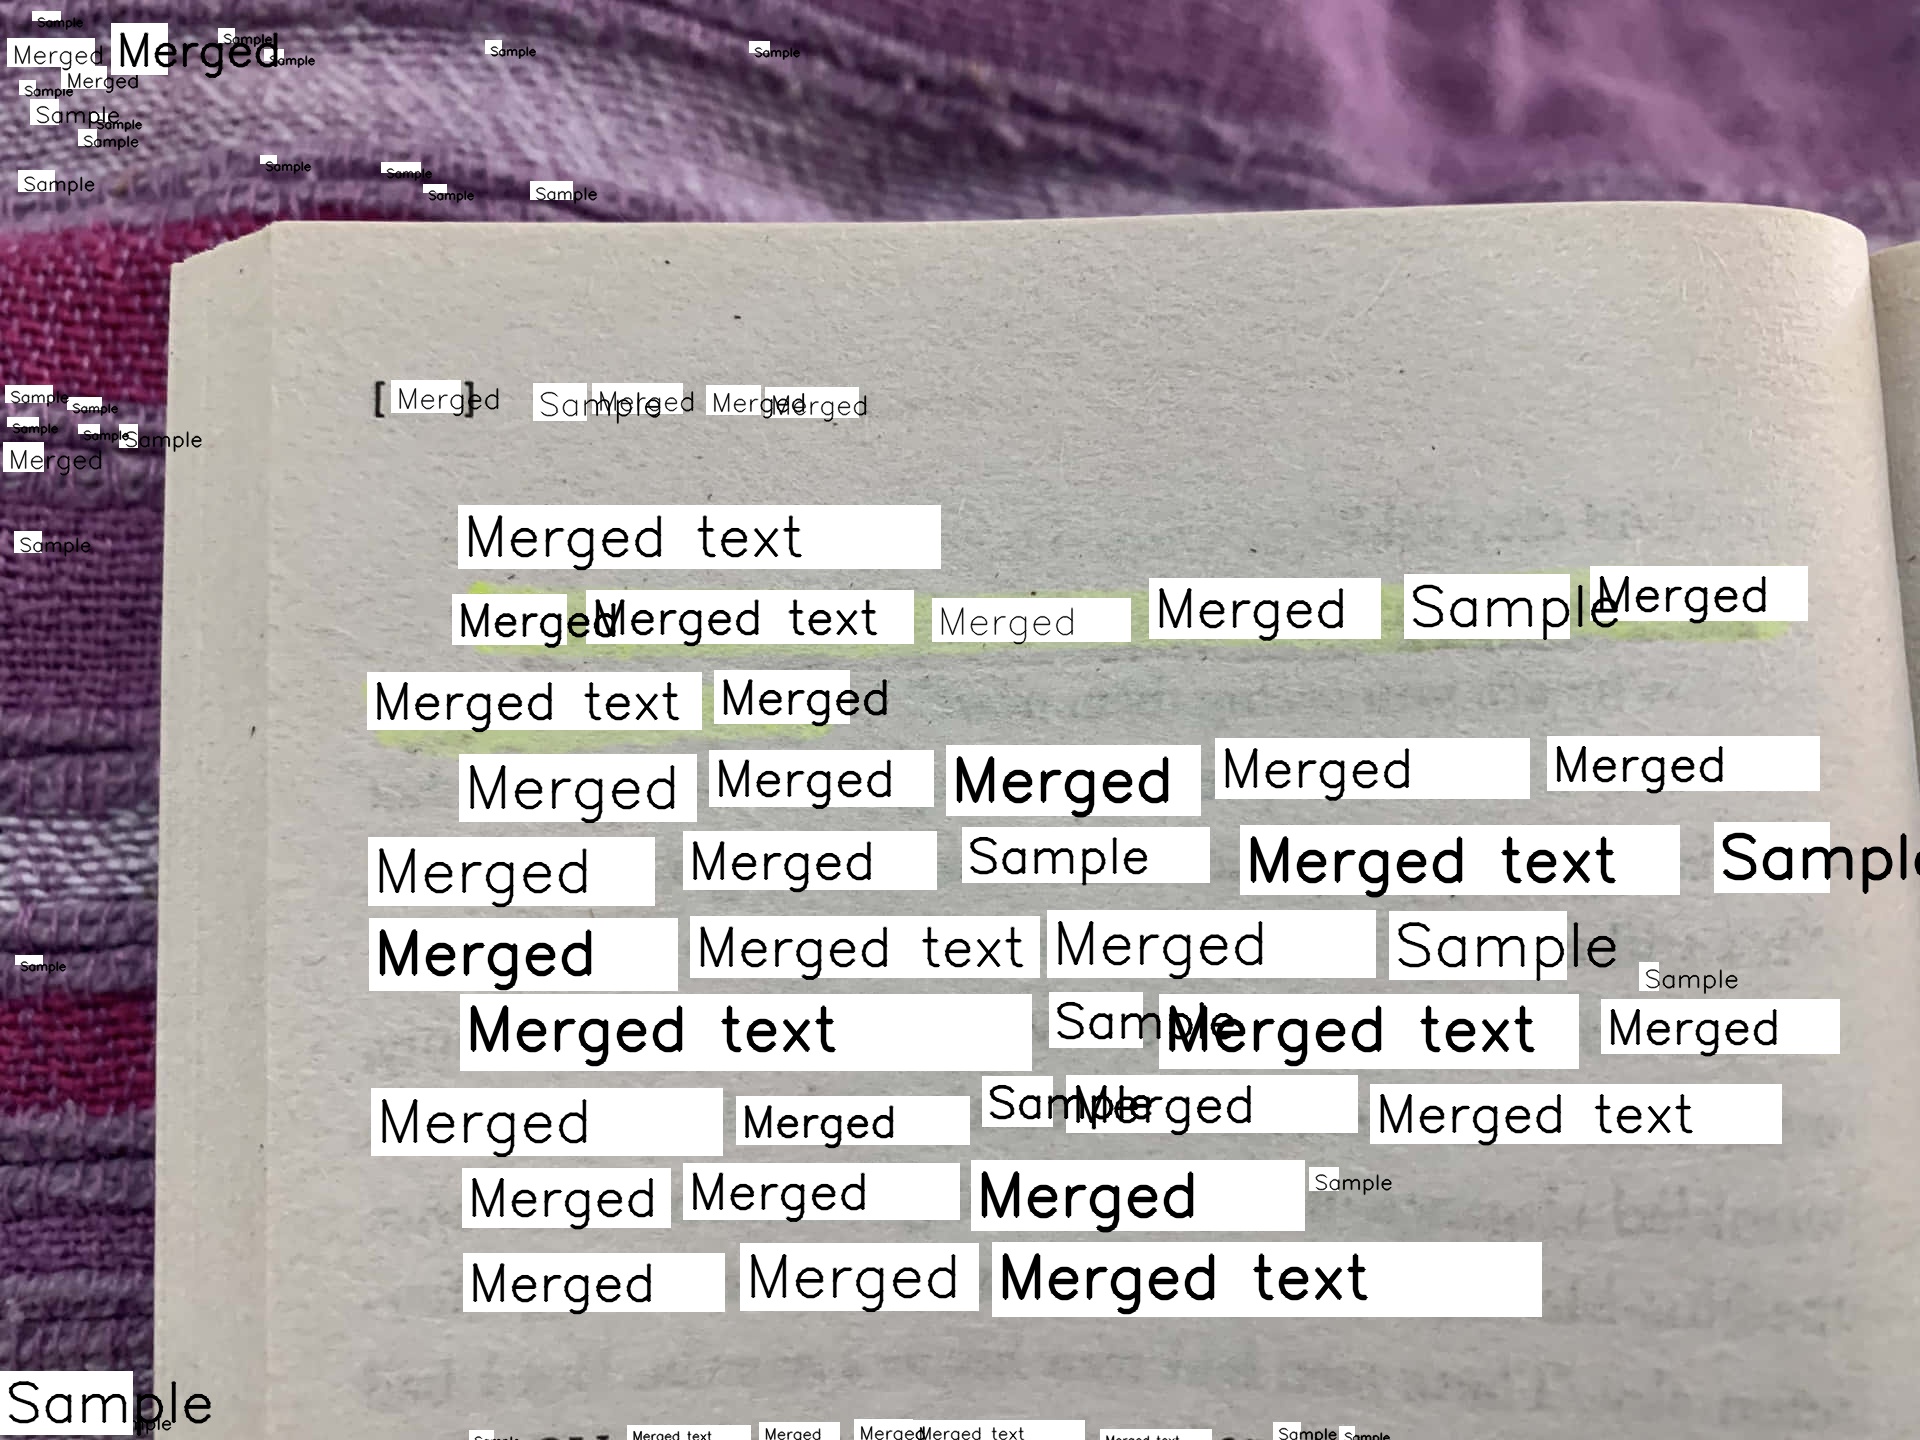 Sample
Merged Merged Sample Sample Sample Sample
Merged
Sample
Sample Sample
Sample
Sample Sample
Sample Sample Sample
[Merged] Sample Merged Merged Merged
Sample Sample
Sample Sample Sample
Merged
Merged text
Sample
Merged Merged text Merged Merged Sample Merged
Merged text Merged
Merged Merged Merged Merged Merged
Merged Merged Sample Merged text Sample
Merged Merged text Merged Sample
Sample Sample
Merged text Sample Merged text Merged
Merged Merged Sample Merged Merged text
Merged Merged Merged Sample
Merged Merged Merged text
Sample
Merged text Merged Merged Merged text Merged text Sample Sample